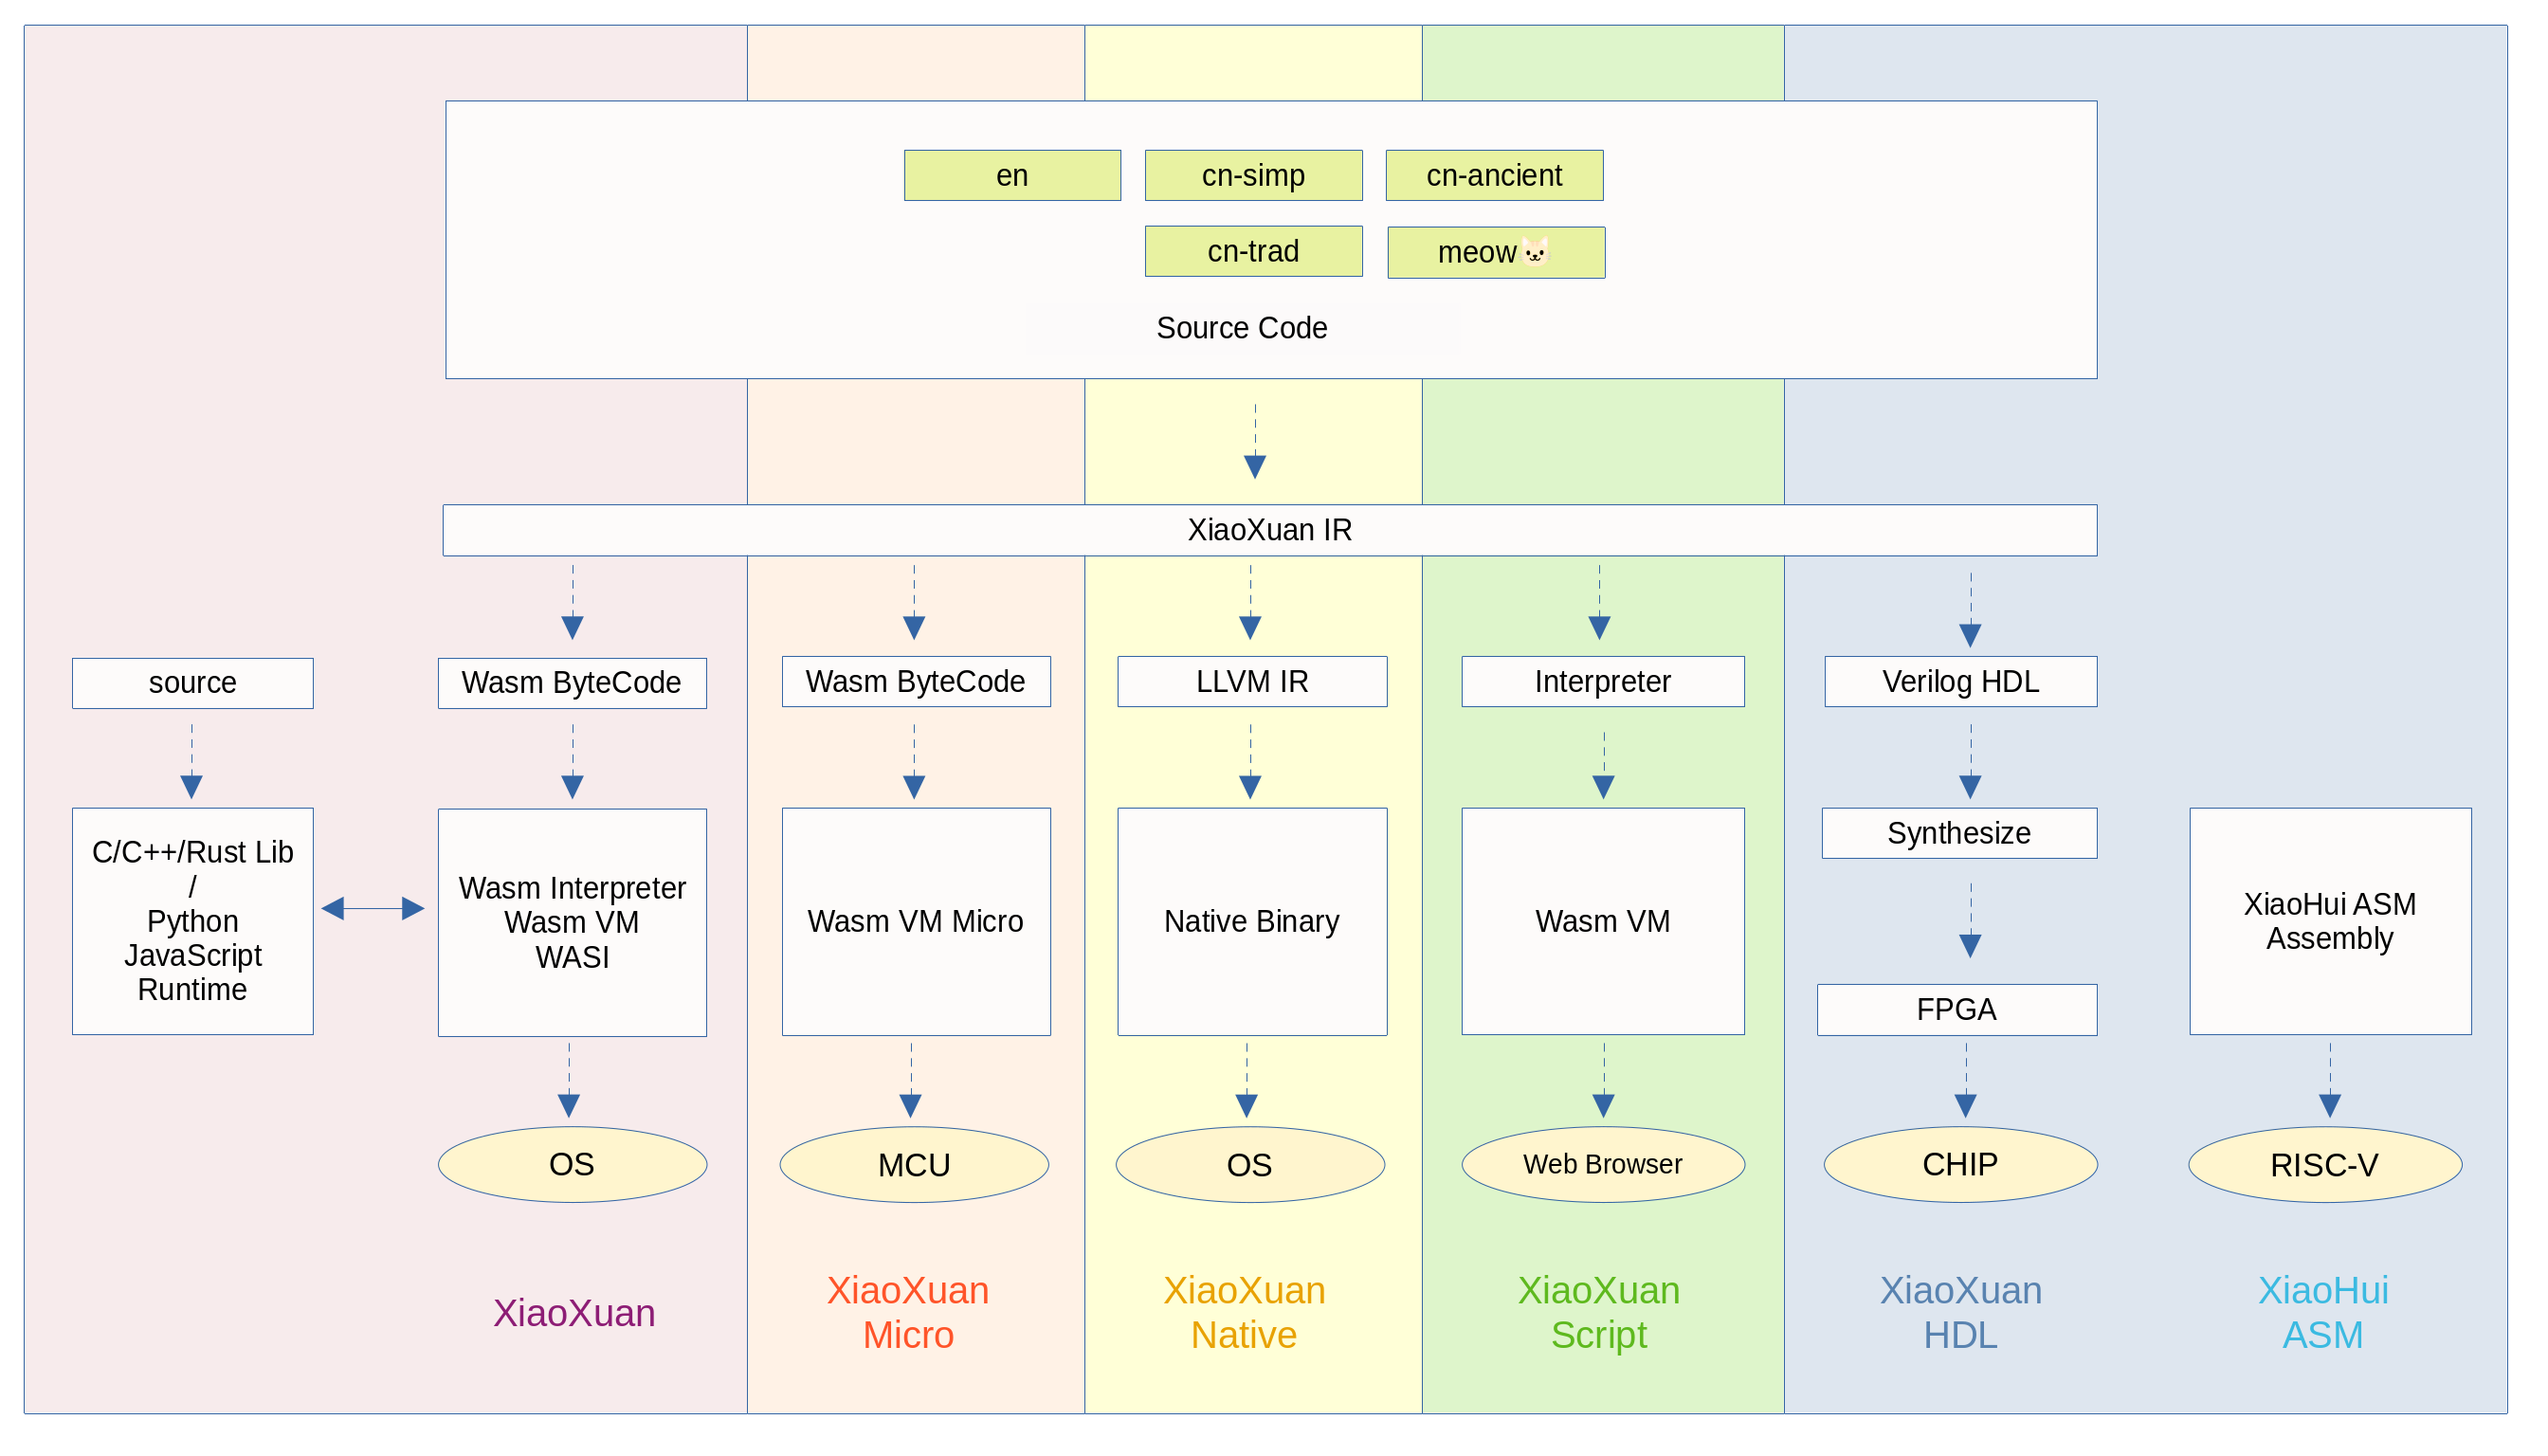 en
cn-simp
cn-ancient
cn-trad
meow🐱
Source Code
XiaoXuan IR
source
Wasm ByteCode
Wasm ByteCode
LLVM IR
Interpreter
Verilog HDL
C/C++/Rust Lib
/
Python
JavaScript
Runtime
Wasm Interpreter
Wasm VM
WASI
Wasm VM Micro
Native Binary
Wasm VM
Synthesize
FPGA
XiaoHui ASM
Assembly
OS
MCU
OS
Web Browser
CHIP
RISC-V
XiaoXuan
XiaoXuan
Micro
XiaoXuan
Native
XiaoXuan
Script
XiaoXuan
HDL
XiaoHui
ASM